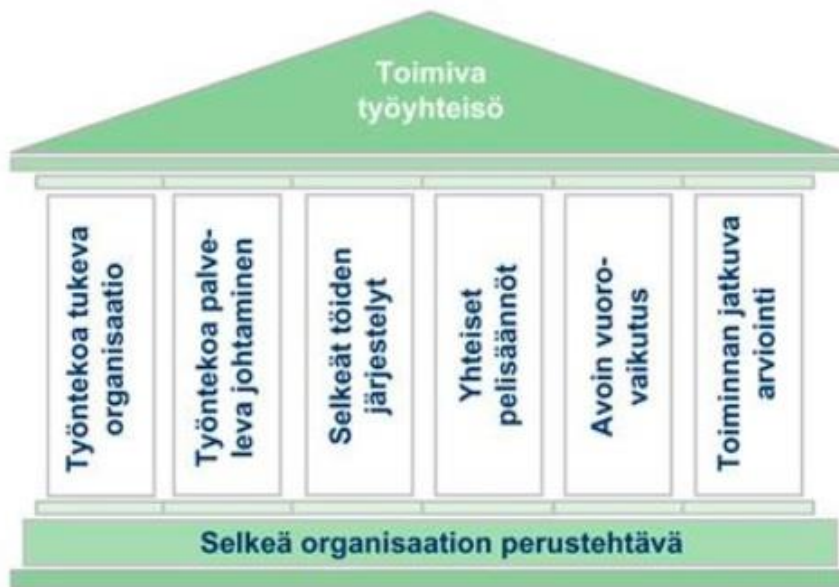 Toimiva
työyhteisö
Työntekoa tukeva
organisaatio
Työntekoa palve-
leva johtaminen
Selkeät töiden
järjestelyt
Yhteiset
pelisäännöt
Avoin vuoro-
vaikutus
Toiminnan jatkuva
arviointi
Selkeä organisaation perustehtävä